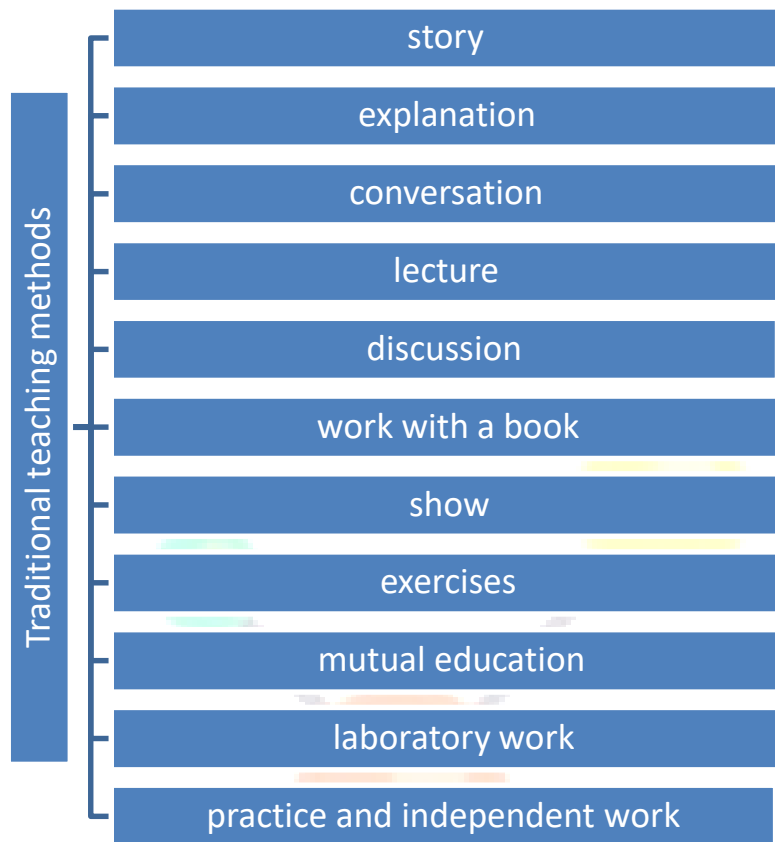 Traditional teaching methods
story
explanation
conversation
lecture
discussion
work with a book
show
exercises
mutual education
laboratory work
practice and independent work